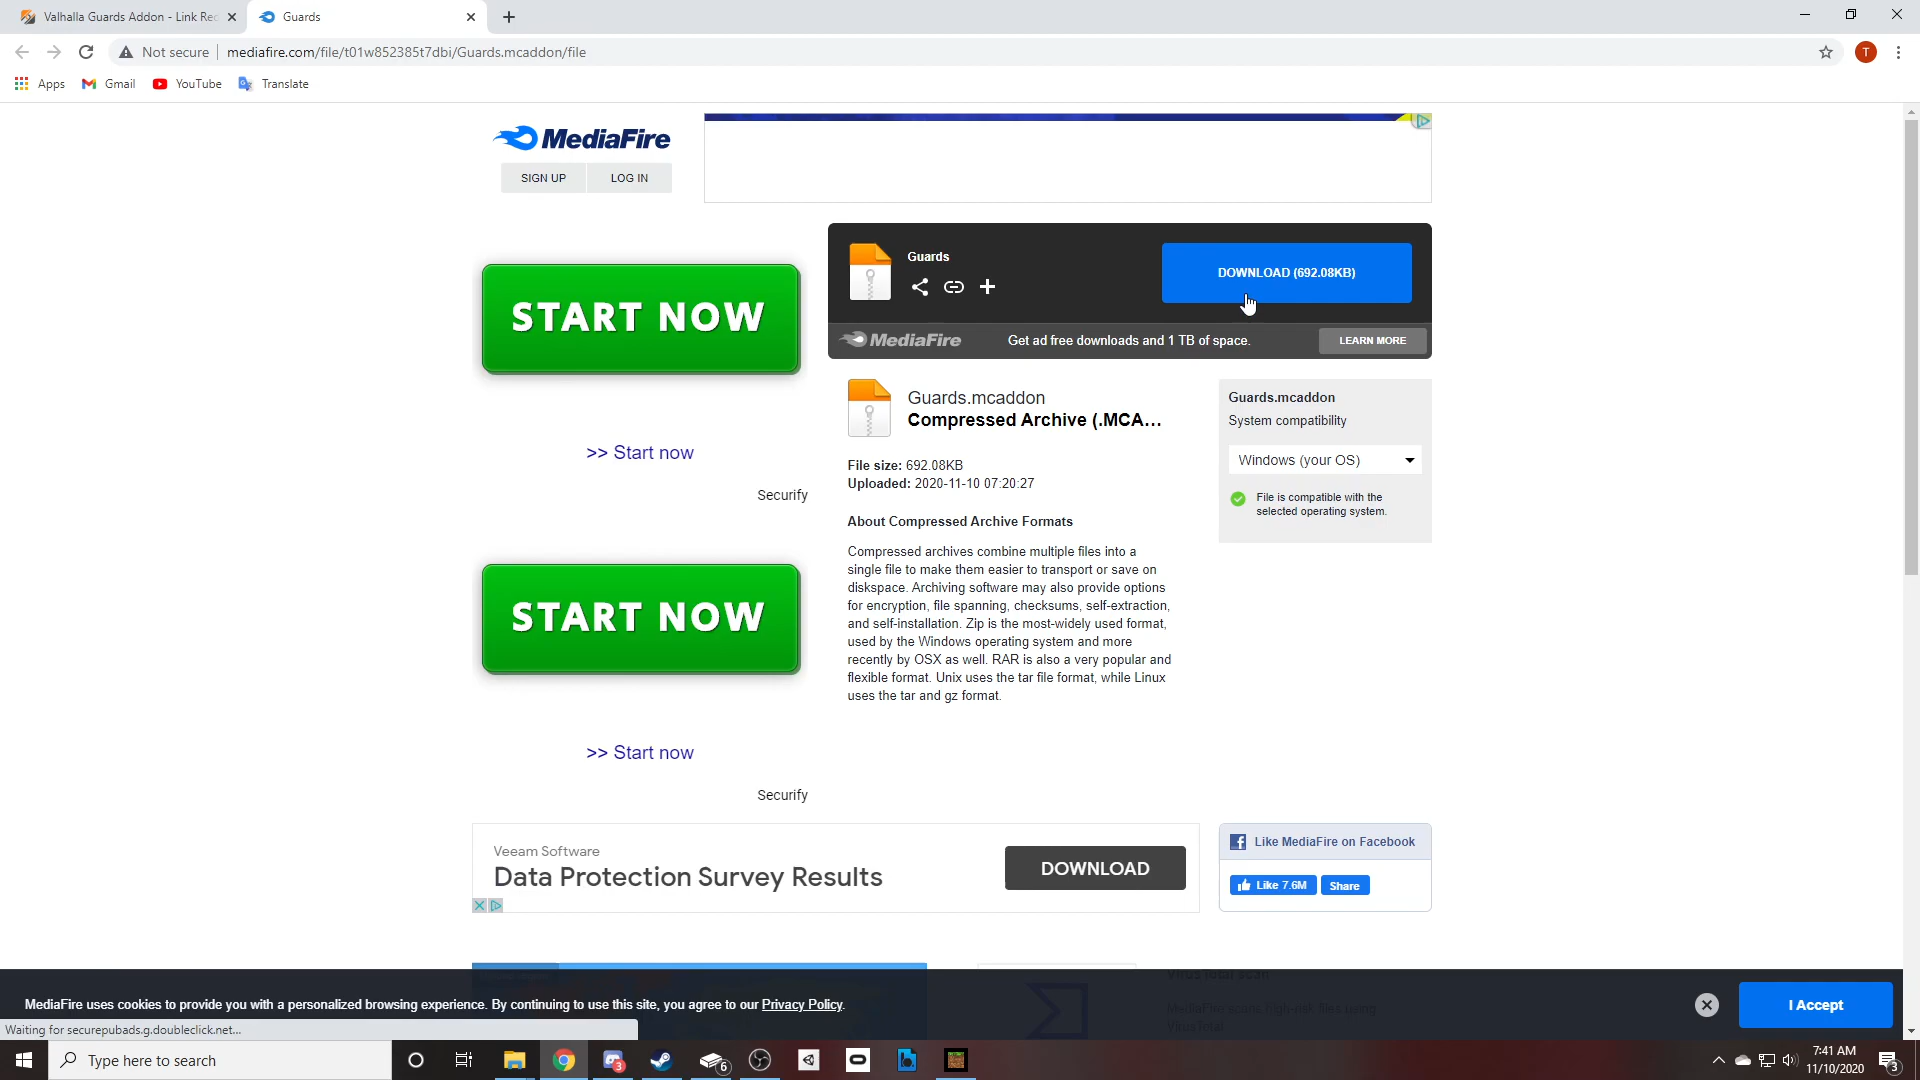 Valhalla Guards Addon - Link Rec
Guards
Not secure
mediafire.com/file/t01w852385t7dbi/Guards.mcaddon/file
T
Apps
Gmail
YouTube
Translate
MediaFire
SIGN UP
LOG IN
Guards
DOWNLOAD (692.08KB)
MediaFire
Get ad free downloads and 1 TB of space.
LEARN MORE
START NOW
>> Start now
Securify
START NOW
>> Start now
Securify
Guards.mcaddon
Compressed Archive (.MCA...
File size: 692.08KB
Uploaded: 2020-11-10 07:20:27
About Compressed Archive Formats
Compressed archives combine multiple files into a
single file to make them easier to transport or save on
diskspace. Archiving software may also provide options
for encryption, file spanning, checksums, self-extraction,
and self-installation. Zip is the most-widely used format,
used by the Windows operating system and more
recently by OSX as well. RAR is also a very popular and
flexible format. Unix uses the tar file format, while Linux
uses the tar and gz format.
Guards.mcaddon
System compatibility
Windows (your OS)
File is compatible with the
selected operating system.
Veeam Software
Data Protection Survey Results
DOWNLOAD
Like MediaFire on Facebook
Like 7.6M
Share
MediaFire scans high-risk files using
VirusTotal
MediaFire uses cookies to provide you with a personalized browsing experience. By continuing to use this site, you agree to our Privacy Policy.
I Accept
Waiting for securepubads.g.doubleclick.net...
Type here to search
3
6
7:41 AM
11/10/2020
3